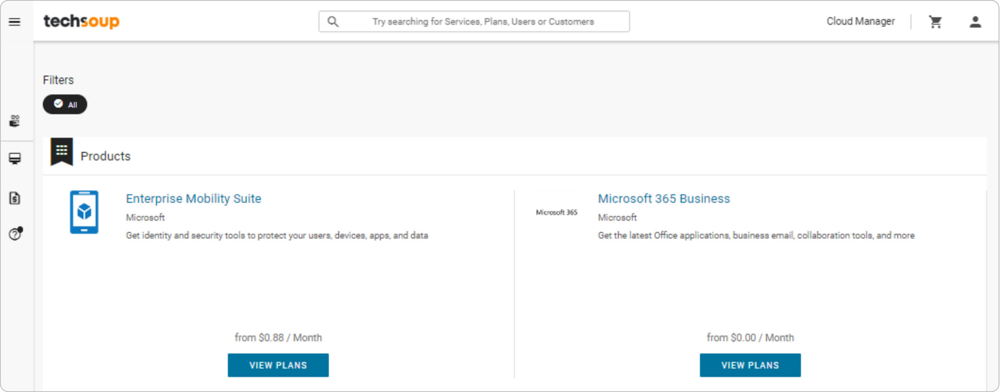 techsoup
Try searching for Services, Plans, Users or Customers
Cloud Manager
Filters
All
Products
Enterprise Mobility Suite
Microsoft
Get identity and security tools to protect your users, devices, apps, and data
from $0.88 / Month
VIEW PLANS
Microsoft 365
Microsoft 365 Business
Microsoft
Get the latest Office applications, business email, collaboration tools, and more
from $0.00 / Month
VIEW PLANS